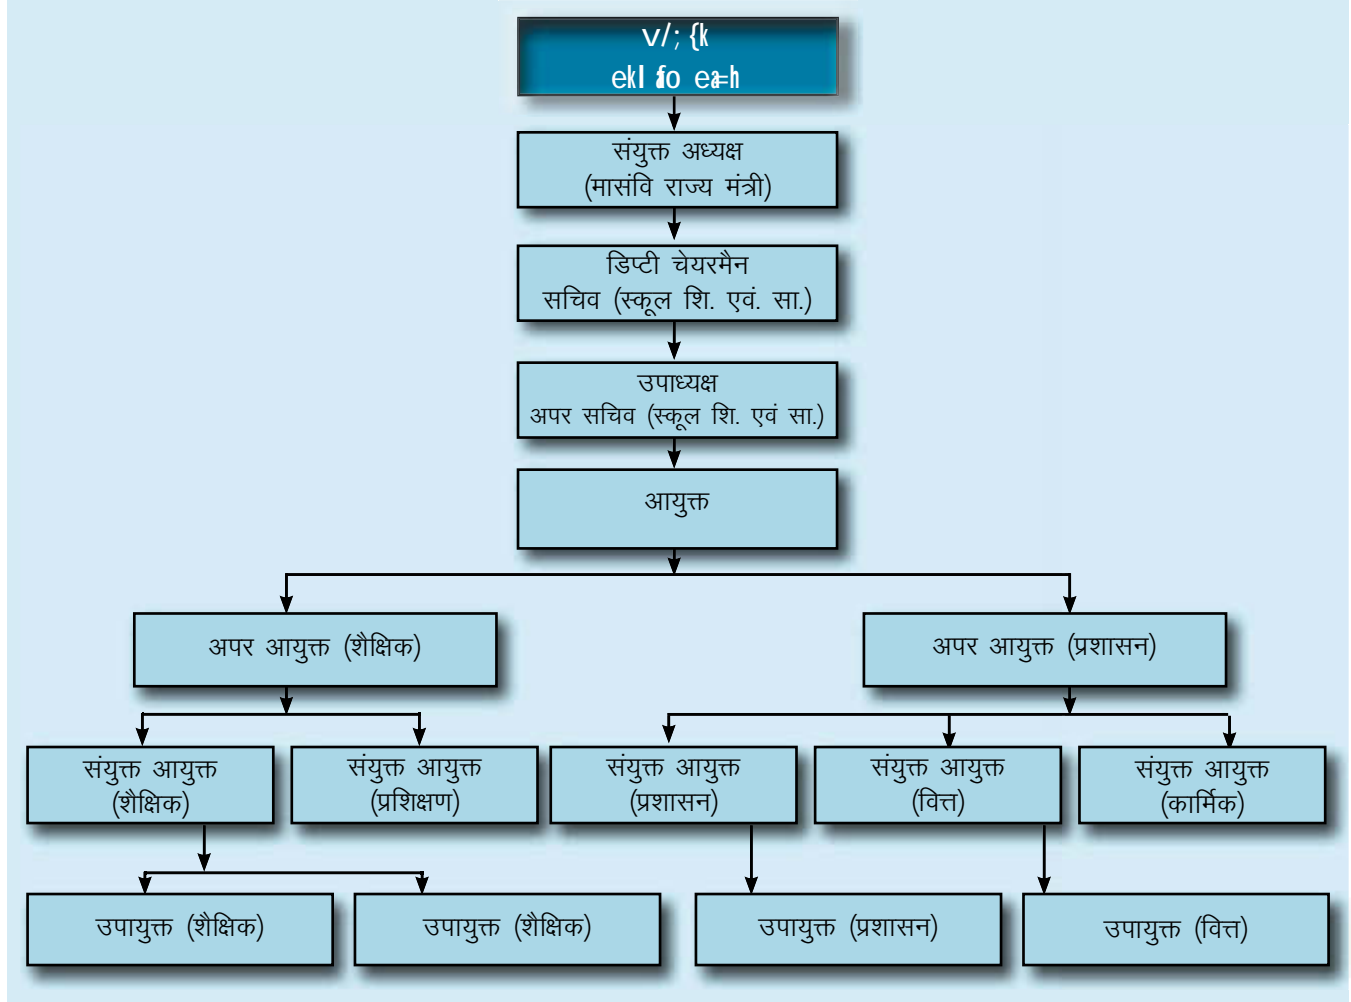 v/; {k
ekl afo ea=h
संयुक्त अध्यक्ष
(मासंवि राज्य मंत्री)
डिप्टी चेयरमैन
सचिव (स्कूल शि. एवं. सा.)
उपाध्यक्ष
अपर सचिव (स्कूल शि. एवं सा.)
आयुक्त
अपर आयुक्त (शैक्षिक)
अपर आयुक्त (प्रशासन)
संयुक्त आयुक्त
(शैक्षिक)
संयुक्त आयुक्त
(प्रशिक्षण)
संयुक्त आयुक्त
(प्रशासन)
संयुक्त आयुक्त
(वित्त)
संयुक्त आयुक्त
(कार्मिक)
उपायुक्त (शैक्षिक)
उपायुक्त (शैक्षिक)
उपायुक्त (प्रशासन)
उपायुक्त (वित्त)